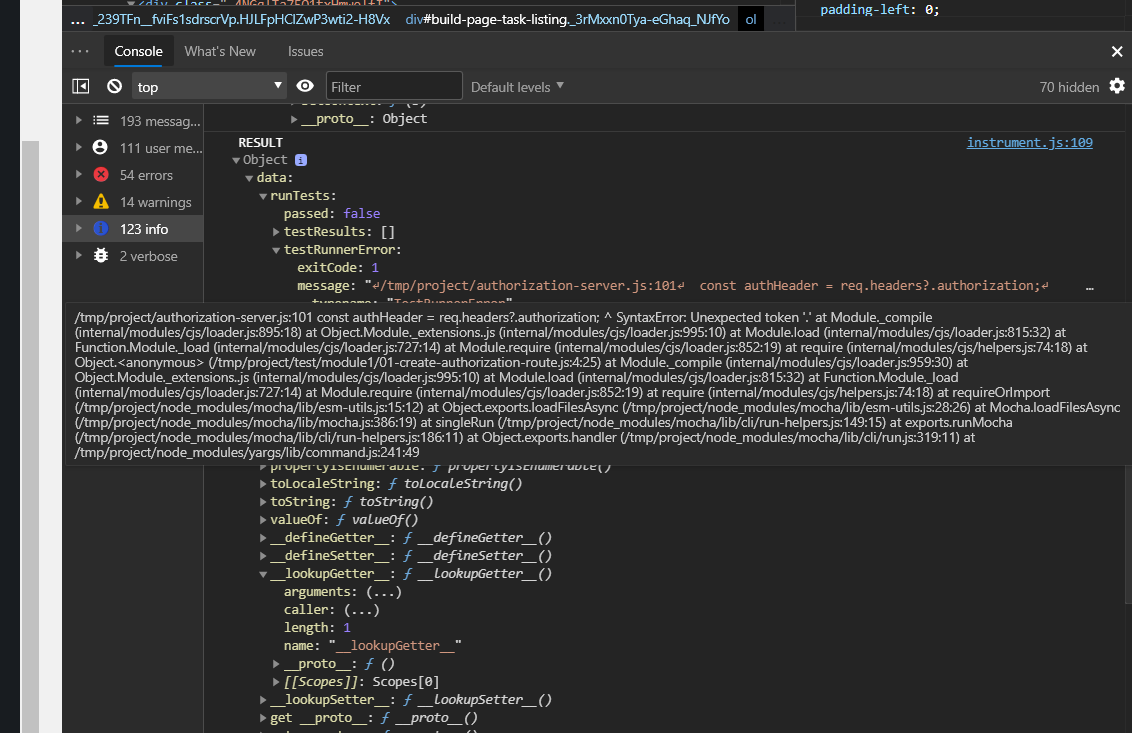 ... _239TFn__fviFs1sdrscrVp.HJLFpHClZwP3wti2-H8Vx div#build-page-task-listing._3rMxxn0Tya-eGhaq_NJfYo ol
padding-left: 0;
... Console What's New Issues
top Filter Default levels 70 hidden
193 messag...
111 user me...
54 errors
14 warnings
123 info
2 verbose
__proto__: Object
RESULT instrument.js:109
Object i
data:
runTests:
passed: false
testResults: []
testRunnerError:
exitCode: 1
message: "↵/tmp/project/authorization-server.js:101↵ const authHeader = req.headers?.authorization;↵ ...
typename: "TestRunnerError"
/tmp/project/authorization-server.js:101 const authHeader = req.headers?.authorization; ^ SyntaxError: Unexpected token '.' at Module._compile
(internal/modules/cjs/loader.js:895:18) at Object.Module._extensions..js (internal/modules/cjs/loader.js:995:10) at Module.load (internal/modules/cjs/loader.js:815:32) at
Function.Module._load (internal/modules/cjs/loader.js:727:14) at Module.require (internal/modules/cjs/loader.js:852:19) at require (internal/modules/cjs/helpers.js:74:18) at
Object.<anonymous> (/tmp/project/test/module1/01-create-authorization-route.js:4:25) at Module._compile (internal/modules/cjs/loader.js:959:30) at
Object.Module._extensions..js (internal/modules/cjs/loader.js:995:10) at Module.load (internal/modules/cjs/loader.js:815:32) at Function.Module._load
(internal/modules/cjs/loader.js:727:14) at Module.require (internal/modules/cjs/loader.js:852:19) at require (internal/modules/cjs/helpers.js:74:18) at requireOrImport
(/tmp/project/node_modules/mocha/lib/esm-utils.js:15:12) at Object.exports.loadFilesAsync (/tmp/project/node_modules/mocha/lib/esm-utils.js:28:26) at Mocha.loadFilesAsync
(/tmp/project/node_modules/mocha/lib/mocha.js:386:19) at singleRun (/tmp/project/node_modules/mocha/lib/cli/run-helpers.js:149:15) at exports.runMocha
(/tmp/project/node_modules/mocha/lib/cli/run-helpers.js:186:11) at Object.exports.handler (/tmp/project/node_modules/mocha/lib/cli/run.js:319:11) at
/tmp/project/node_modules/yargs/lib/command.js:241:49
propertyIsEnumerable: ƒ propertyIsEnumerable()
toLocaleString: ƒ toLocaleString()
toString: ƒ toString()
valueOf: ƒ valueOf()
__defineGetter__: ƒ __defineGetter__()
__defineSetter__: ƒ __defineSetter__()
__lookupGetter__: ƒ __lookupGetter__()
arguments: (...)
caller: (...)
length: 1
name: "__lookupGetter__"
__proto__: ƒ ()
[[Scopes]]: Scopes[0]
__lookupSetter__: ƒ __lookupSetter__()
get __proto__: ƒ __proto__()